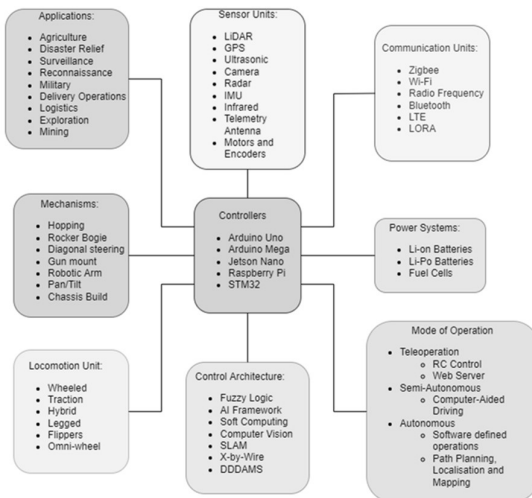 Applications:
Agriculture
Disaster Relief
Surveillance
Reconnaissance
Military
Delivery Operations
Logistics
Exploration
Mining
Sensor Units:
LiDAR
GPS
Ultrasonic
Camera
Radar
IMU
Infrared
Telemetry
Antenna
Motors and
Encoders
Communication Units:
Zigbee
Wi-Fi
Radio Frequency
Bluetooth
LTE
LORA
Mechanisms:
Hopping
Rocker Bogie
Diagonal steering
Gun mount
Robotic Arm
Pan/Tilt
Chassis Build
Controllers
Arduino Uno
Arduino Mega
Jetson Nano
Raspberry Pi
STM32
Power Systems:
Li-on Batteries
Li-Po Batteries
Fuel Cells
Locomotion Unit:
Wheeled
Traction
Hybrid
Legged
Flippers
Omni-wheel
Control Architecture:
Fuzzy Logic
AI Framework
Soft Computing
Computer Vision
SLAM
X-by-Wire
DDDAMS
Mode of Operation
Teleoperation
RC Control
Web Server
Semi-Autonomous
Computer-Aided
Driving
Autonomous
Software defined
operations
Path Planning,
Localisation and
Mapping